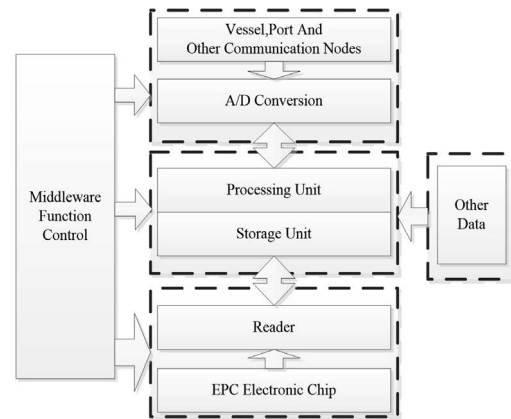 Vessel,Port And
Other Communication Nodes
A/D Conversion
Middleware
Function
Control
Processing Unit
Storage Unit
Other
Data
Reader
EPC Electronic Chip